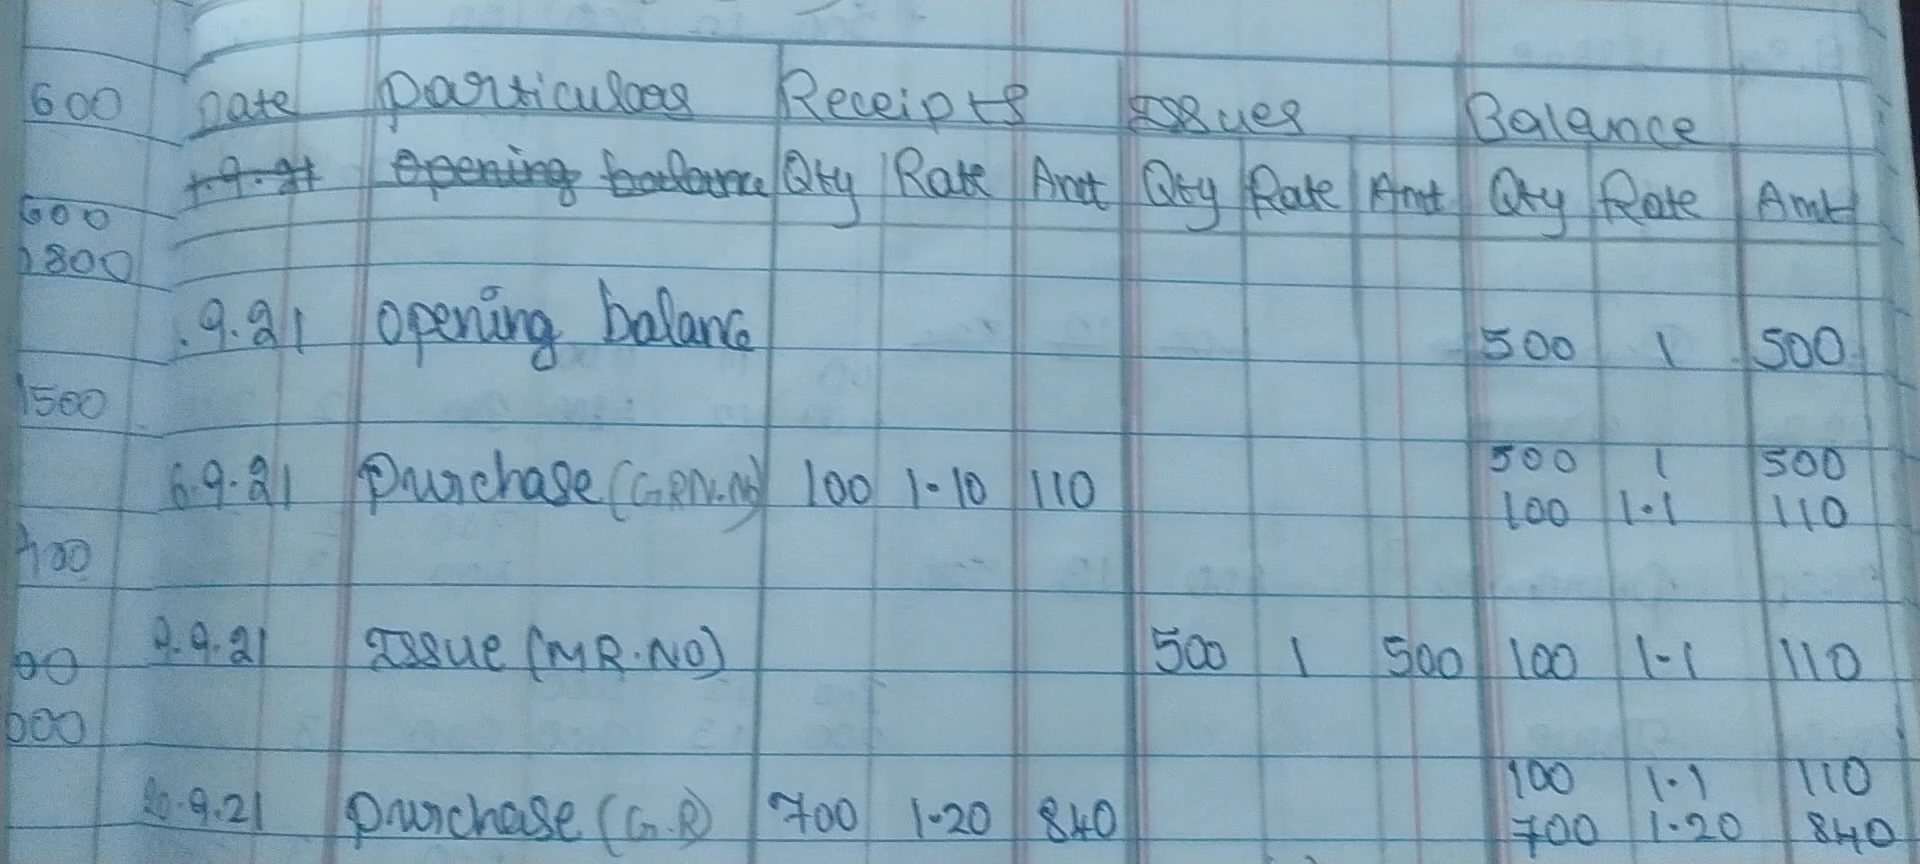 600 Date particulars Receipts Issues Balance
Qty Rate Amt Qty Rate Amt Qty Rate Amt
600
1800
.9.21 opening balance 500 1 500
1500
500 1 500
6.9.21 purchase (GRN.No) 100 1.10 110 100 1.1 110
9.9.21 Issue (MR.NO) 500 1 500 100 1.1 110
100 1.1 110
20.9.21 purchase (G.R) 700 1.20 840 700 1.20 840